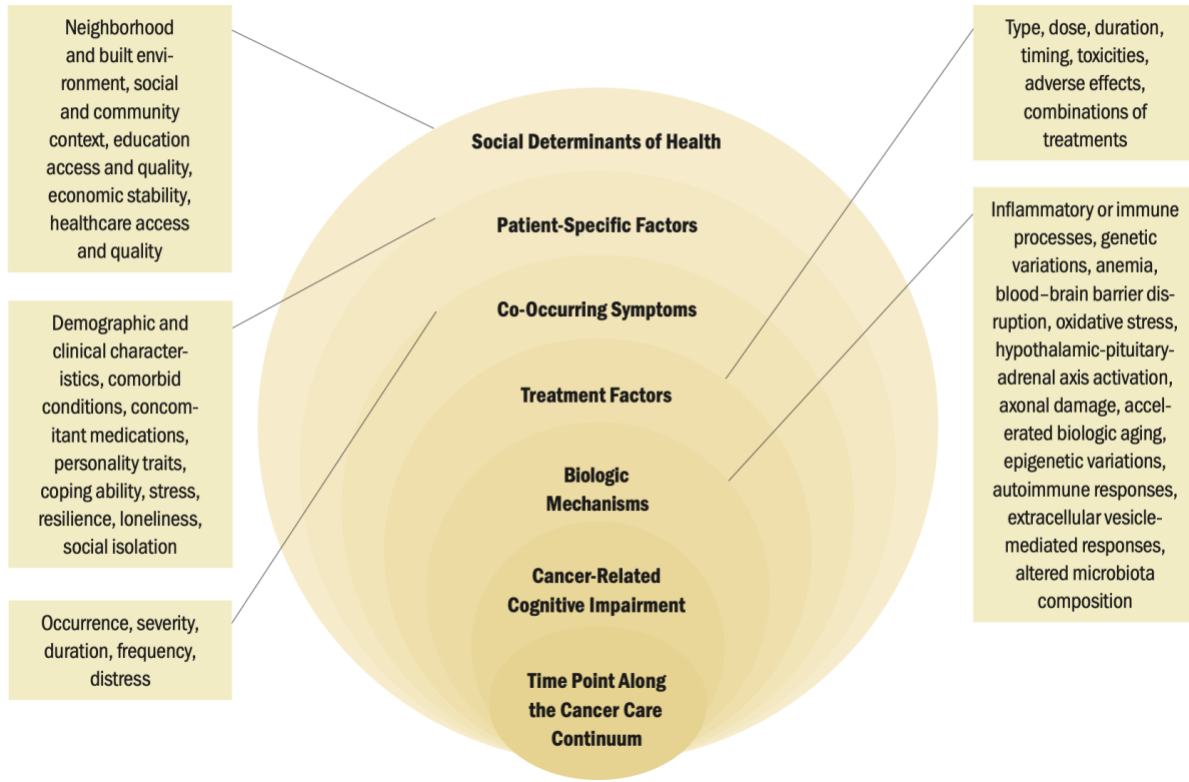 Neighborhood
and built envi-
ronment, social
and community
context, education
access and quality,
economic stability,
healthcare access
and quality
Demographic and
clinical character-
istics, comorbid
conditions, concom-
itant medications,
personality traits,
coping ability, stress,
resilience, loneliness,
social isolation
Occurrence, severity,
duration, frequency,
distress
Social Determinants of Health
Patient-Specific Factors
Co-Occurring Symptoms
Treatment Factors
Biologic
Mechanisms
Cancer-Related
Cognitive Impairment
Time Point Along
the Cancer Care
Continuum
Type, dose, duration,
timing, toxicities,
adverse effects,
combinations of
treatments
Inflammatory or immune
processes, genetic
variations, anemia,
blood–brain barrier dis-
ruption, oxidative stress,
hypothalamic-pituitary-
adrenal axis activation,
axonal damage, accel-
erated biologic aging,
epigenetic variations,
autoimmune responses,
extracellular vesicle-
mediated responses,
altered microbiota
composition